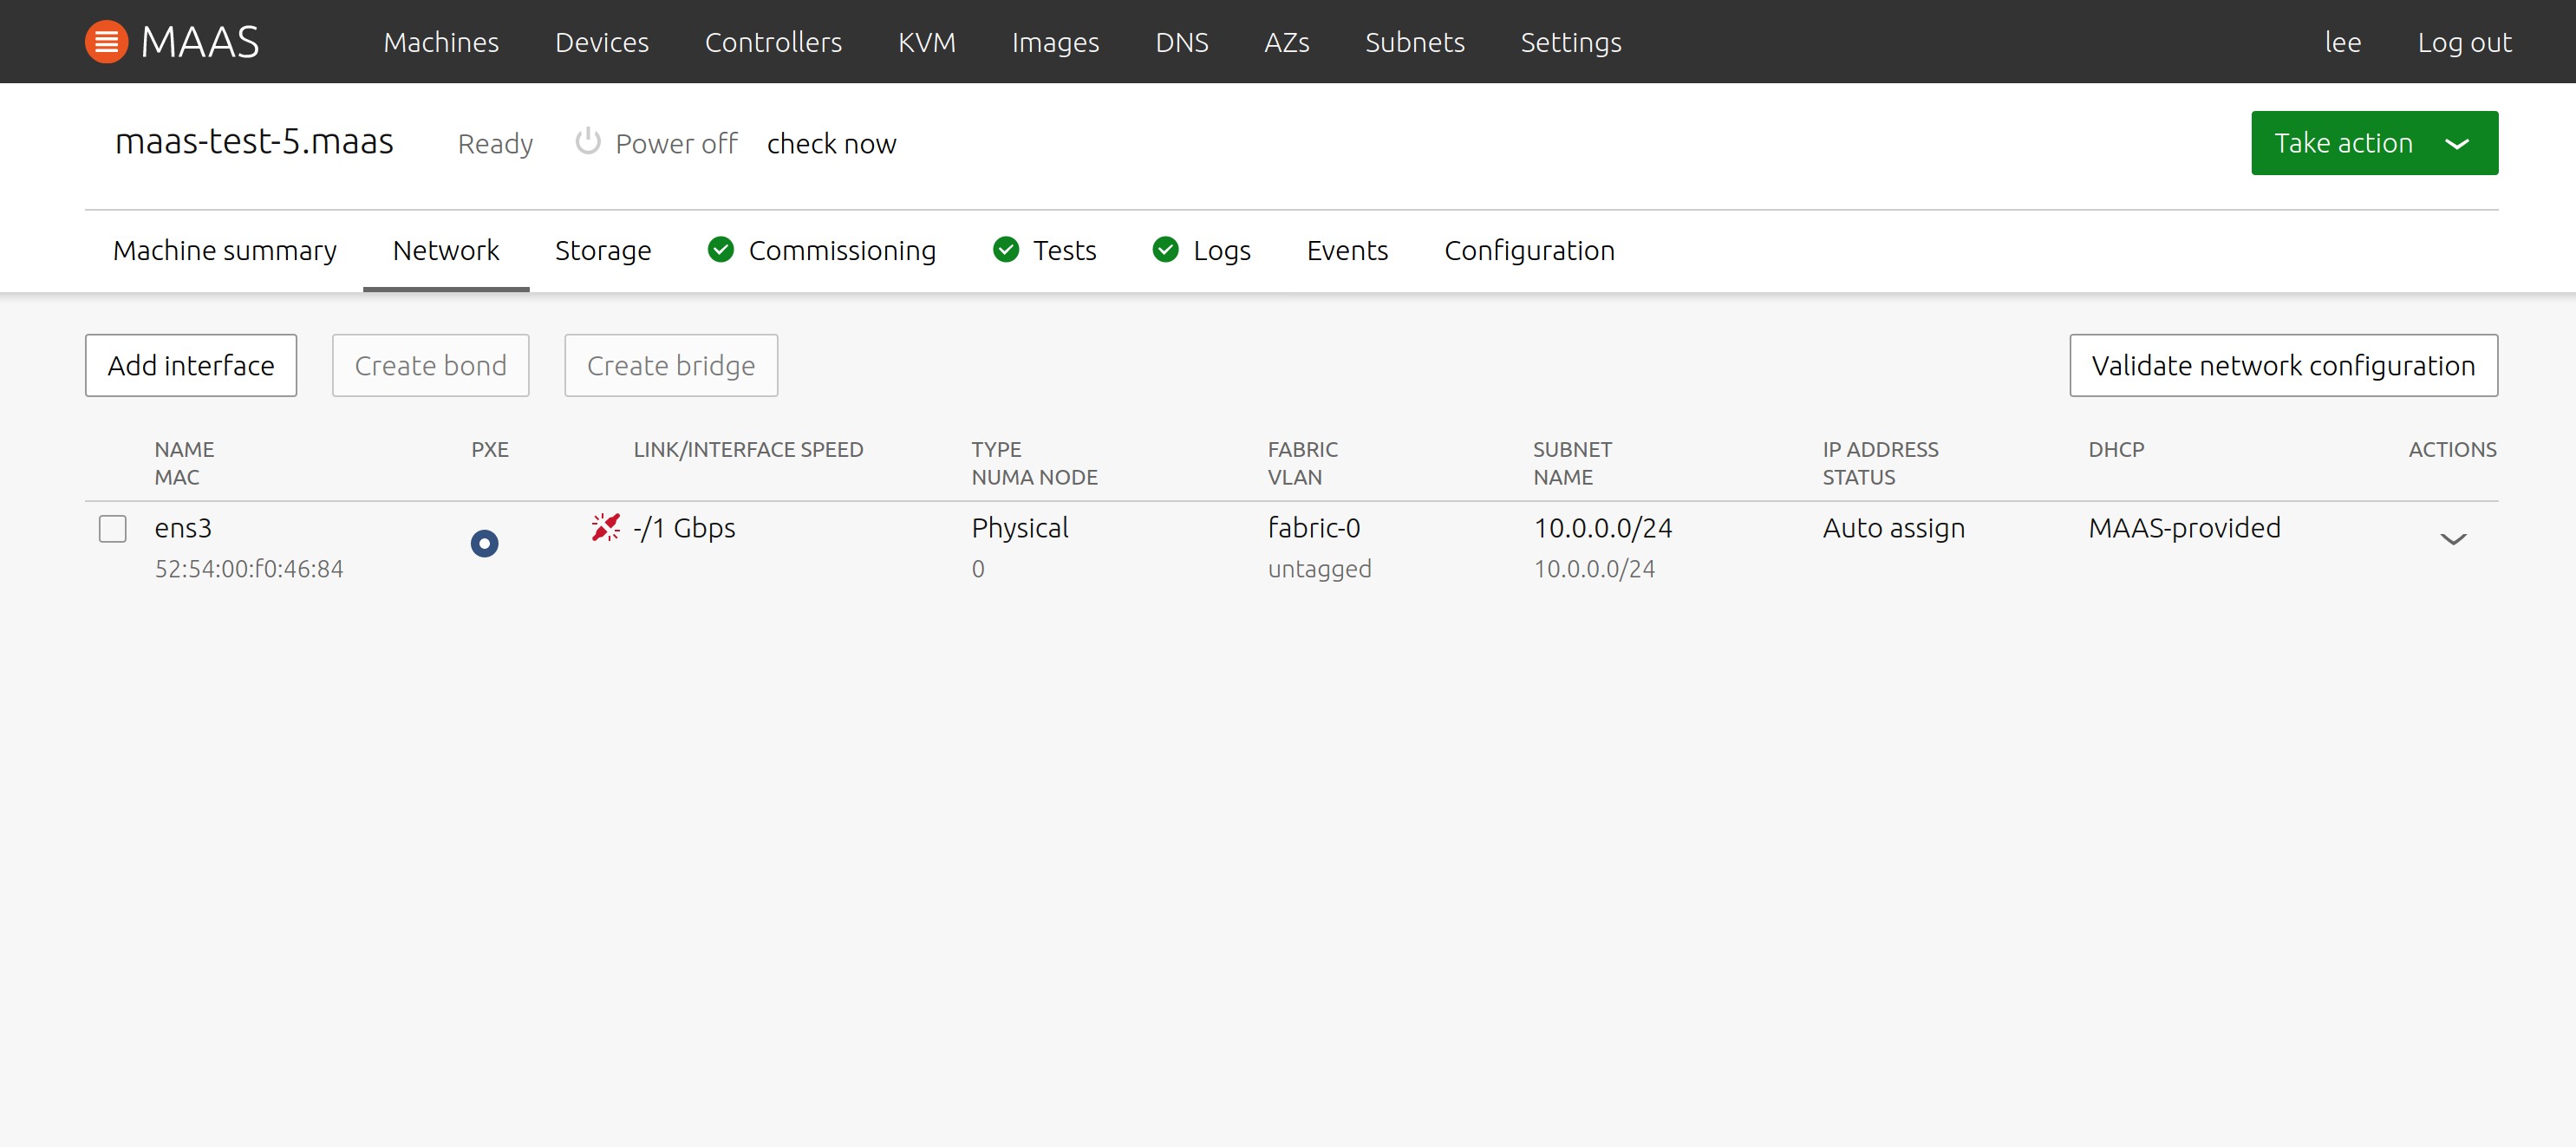 MAAS Machines Devices Controllers KVM Images DNS AZs Subnets Settings lee Log out
maas-test-5.maas Ready Power off check now Take action
Machine summary Network Storage Commissioning Tests Logs Events Configuration
Add interface Create bond Create bridge Validate network configuration
NAME PXE LINK/INTERFACE SPEED TYPE FABRIC SUBNET IP ADDRESS DHCP ACTIONS
MAC NUMA NODE VLAN NAME STATUS
ens3 -/1 Gbps Physical fabric-0 10.0.0.0/24 Auto assign MAAS-provided
52:54:00:f0:46:84 0 untagged 10.0.0.0/24